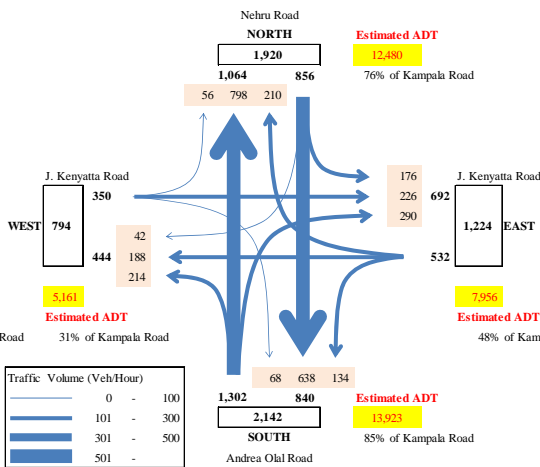 Nehru Road
NORTH Estimated ADT
1,920 12,480
1,064 856 76% of Kampala Road
56 798 210
J. Kenyatta Road 176 J. Kenyatta Road
350 226 692
WEST 794 290 1,224 EAST
42
444 188 532
214
5,161 7,956
Estimated ADT Estimated ADT
Road 31% of Kampala Road 48% of Kam
Traffic Volume (Veh/Hour) 68 638 134
0 - 100 1,302 840 Estimated ADT
101 - 300 2,142 13,923
301 - 500 SOUTH 85% of Kampala Road
501 - Andrea Olal Road